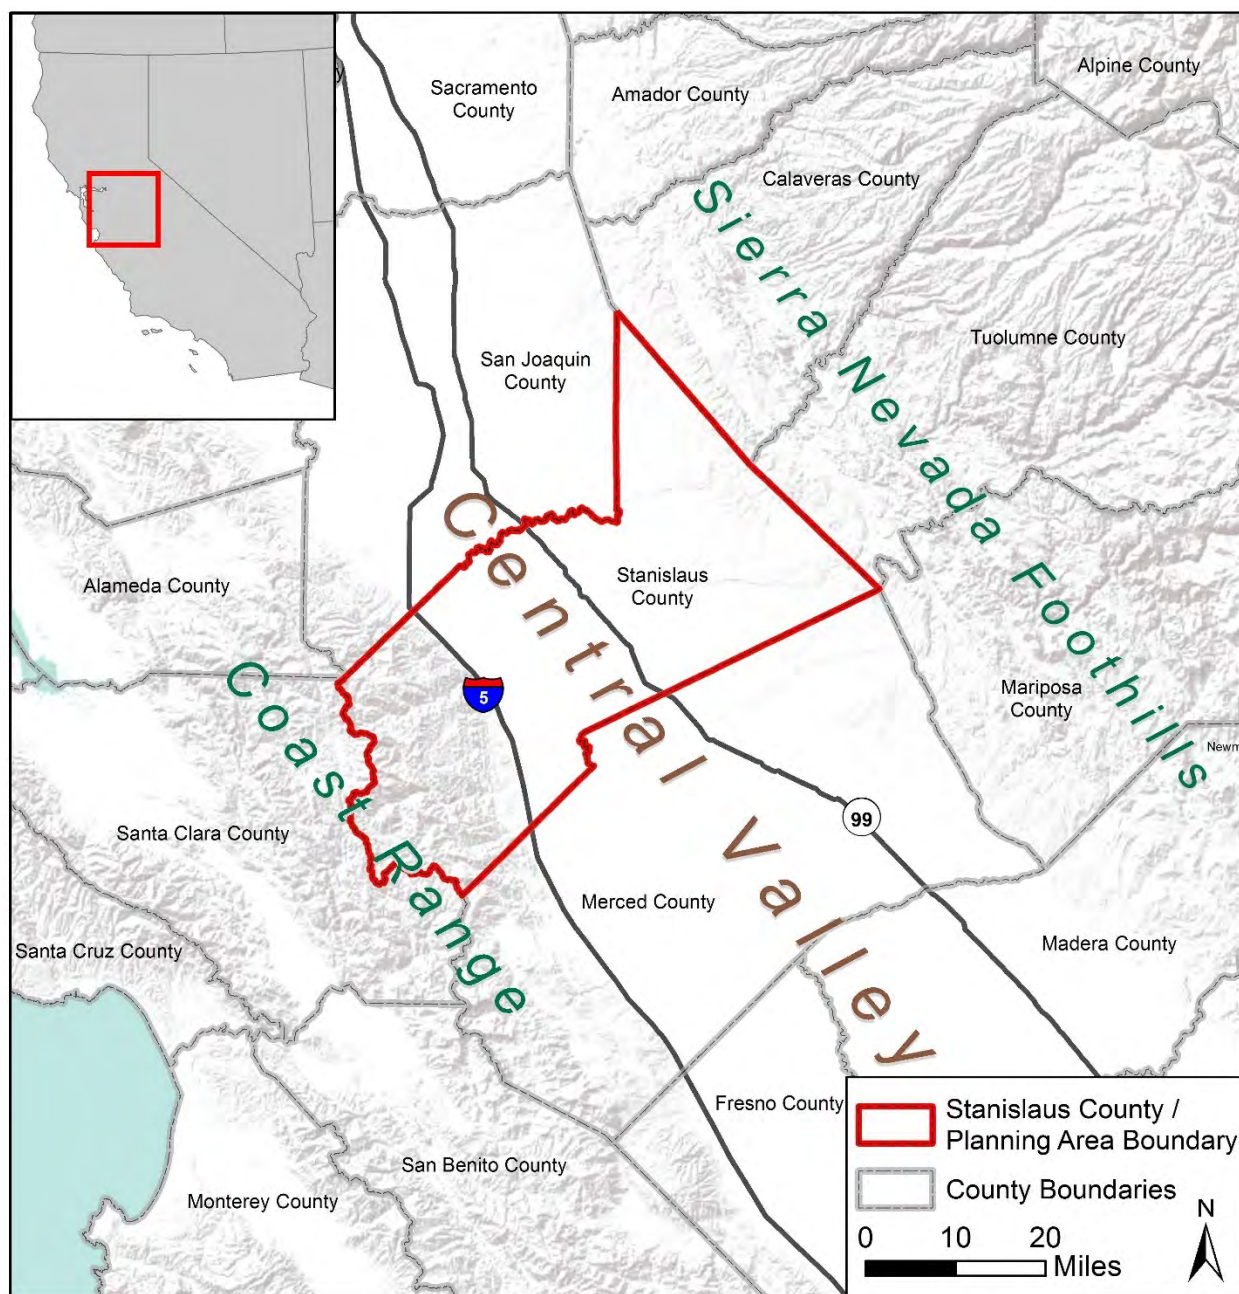 Sacramento
County
Amador County
Alpine County
Calaveras County
Sierra Nevada Foothills
Tuolumne County
San Joaquin
County
Central Valley
Stanislaus
County
Alameda County
Coast Range
5
Mariposa
County
Newm
99
Santa Clara County
Merced County
Santa Cruz County
Madera County
Fresno County
San Benito County
Monterey County
Stanislaus County /
Planning Area Boundary
County Boundaries
N
0 10 20
Miles